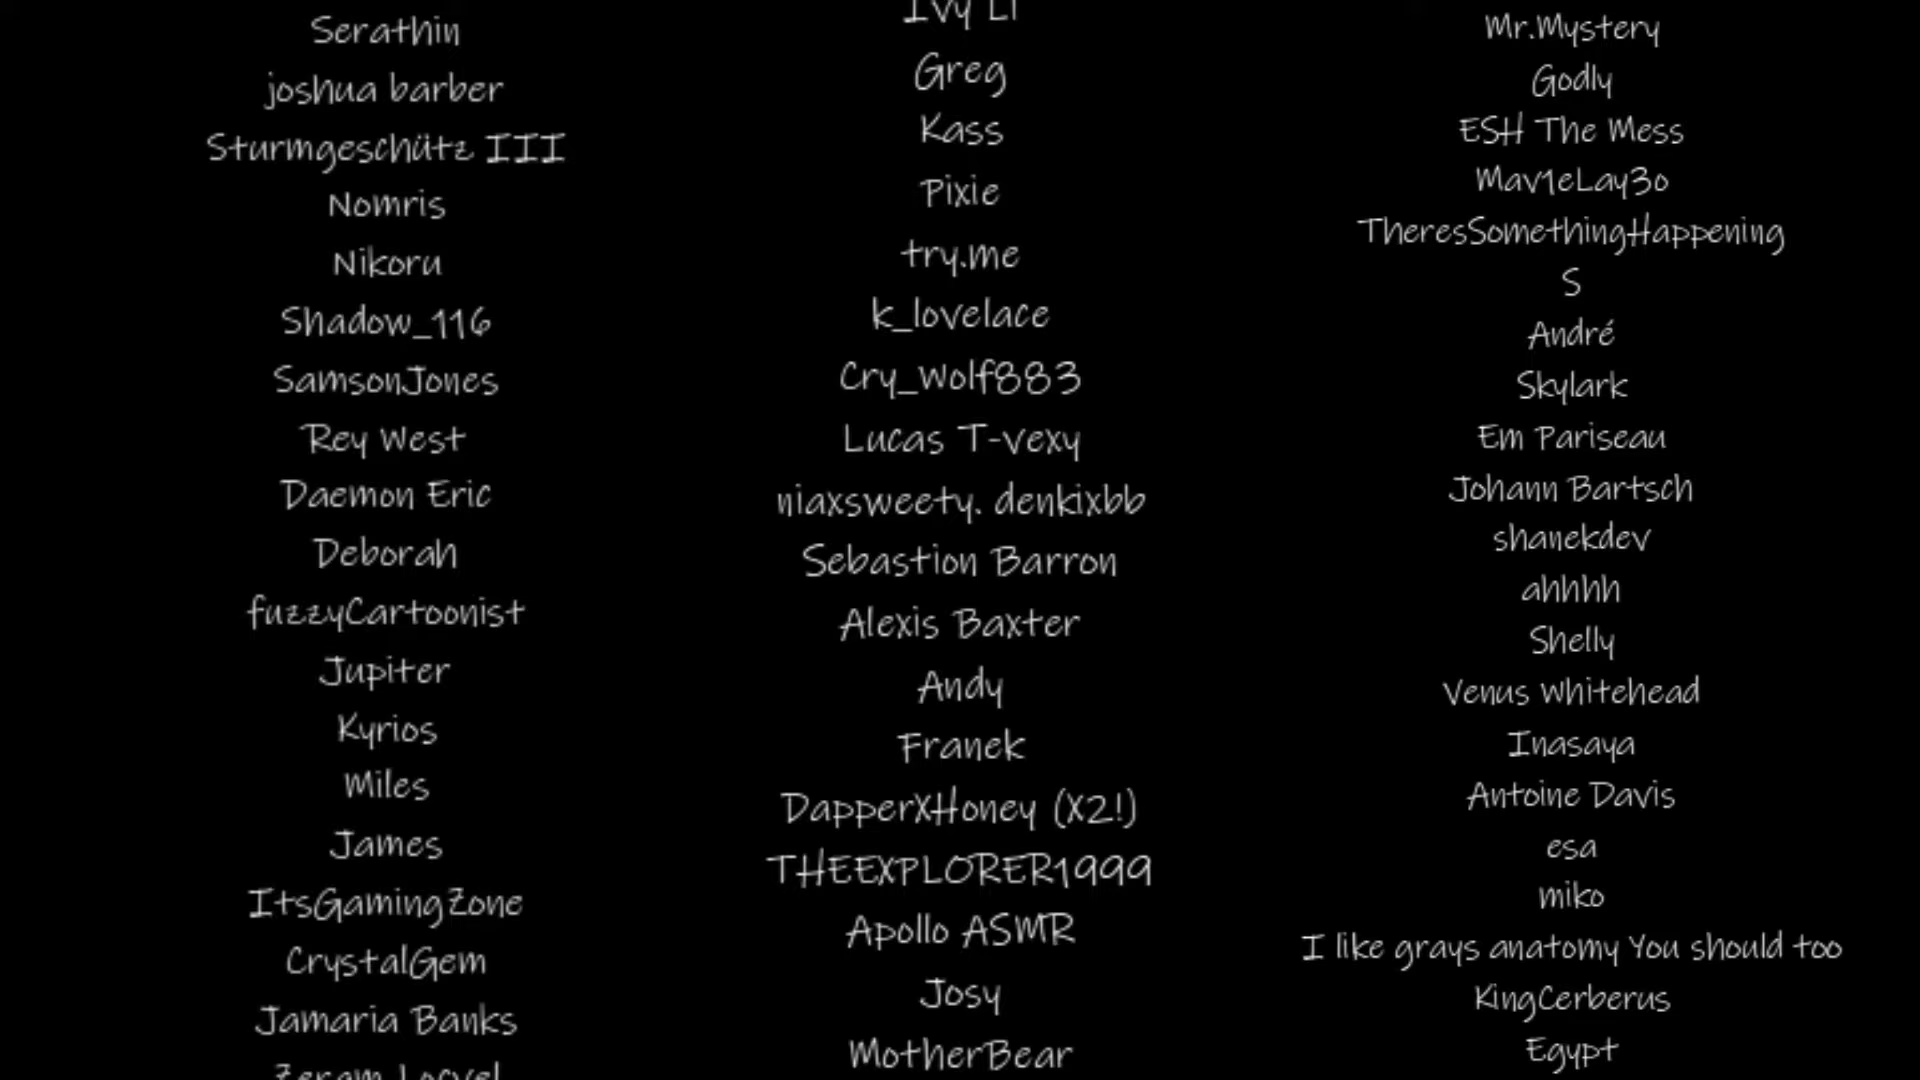 Serathin
joshua barber
Sturmgeschütz III
Nomris
Nikoru
Shadow_116
SamsonJones
Rey West
Daemon Eric
Deborah
fuzzyCartoonist
Jupiter
Kyrios
Miles
James
ItsGamingZone
CrystalGem
Jamaria Banks
Ivy Li
Greg
Kass
Pixie
try.me
k_lovelace
Cry_Wolf883
Lucas T-vexy
niaxsweety. denkixbb
Sebastion Barron
Alexis Baxter
Andy
Franek
DapperXHoney (X2!)
THEEXPLORER1999
Apollo ASMR
Josy
MotherBear
Mr.Mystery
Godly
ESH The Mess
Mav1eLay3o
TheresSomethingHappening
S
André
Skylark
Em Pariseau
Johann Bartsch
shanekdev
ahhhh
Shelly
Venus Whitehead
Inasaya
Antoine Davis
esa
miko
I like grays anatomy You should too
KingCerberus
Egypt